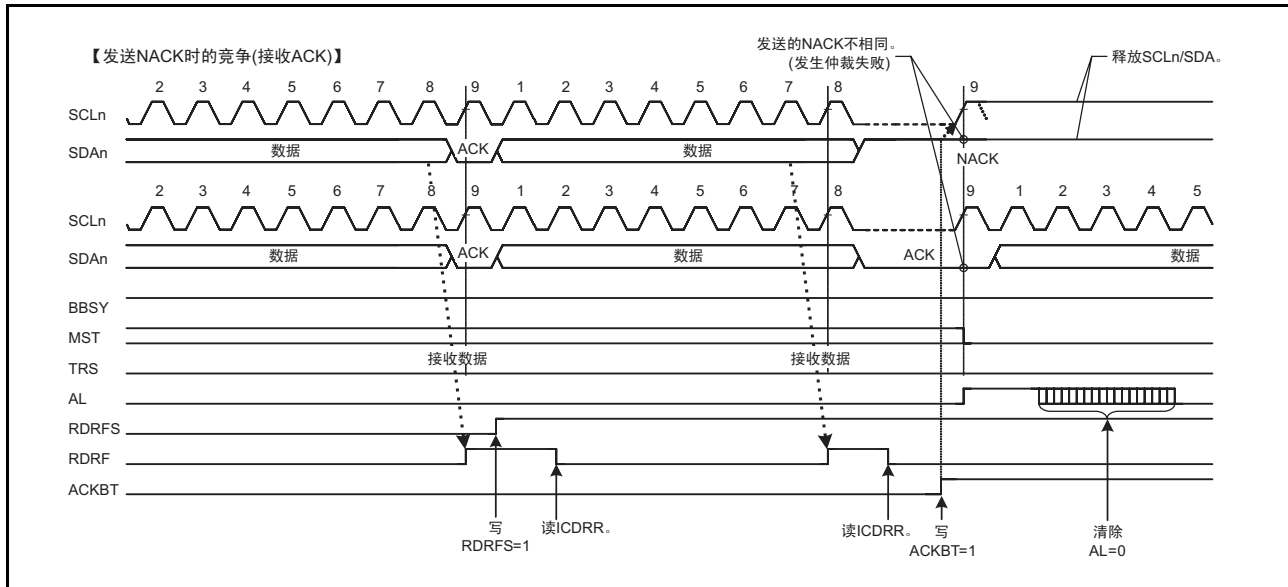 【发送NACK时的竞争(接收ACK)】
发送的NACK不相同。
(发生仲裁失败)
释放SCLn/SDA。
2 3 4 5 6 7 8 9 1 2 3 4 5 6 7 8 9
SCLn
SDAn 数据 ACK 数据 NACK
2 3 4 5 6 7 8 9 1 2 3 4 5 6 7 8 9 1 2 3 4 5
SCLn
SDAn 数据 ACK 数据 ACK 数据
BBSY
MST
接收数据 接收数据
TRS
AL
RDRFS
RDRF
ACKBT
写
RDRFS=1
读ICDRR。
读ICDRR。
写
ACKBT=1
清除
AL=0